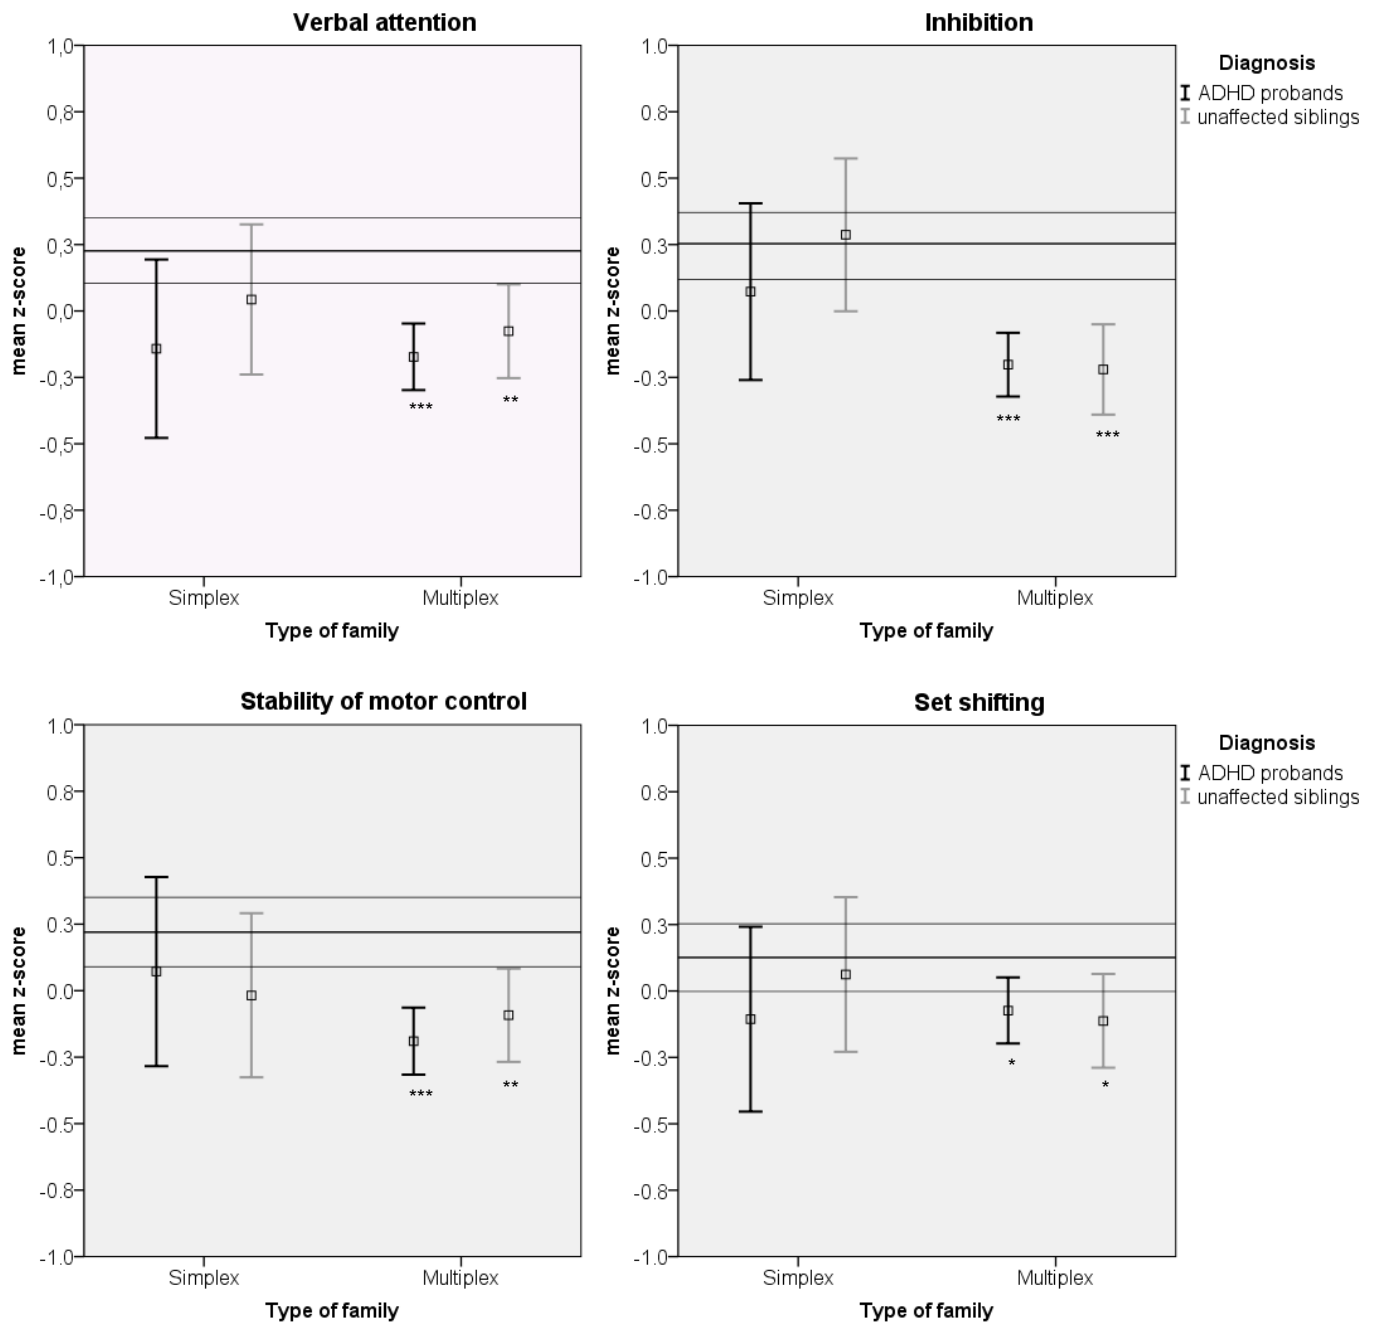 Verbal attention
1,0
0,8
0,5
0,3
0,0
-0,3
-0,5
-0,8
-1,0
mean z-score
***
**
Simplex
Multiplex
Type of family
Inhibition
1.0
0.8
0.5
0.3
0.0
-0.3
-0.5
-0.8
-1.0
mean z-score
***
***
Simplex
Multiplex
Type of family
Diagnosis
ADHD probands
unaffected siblings
Stability of motor control
1.0
0.8
0.5
0.3
0.0
-0.3
-0.5
-0.8
-1.0
mean z-score
***
**
Simplex
Multiplex
Type of family
Set shifting
1.0
0.8
0.5
0.3
0.0
-0.3
-0.5
-0.8
-1.0
mean z-score
*
*
Simplex
Multiplex
Type of family
Diagnosis
ADHD probands
unaffected siblings